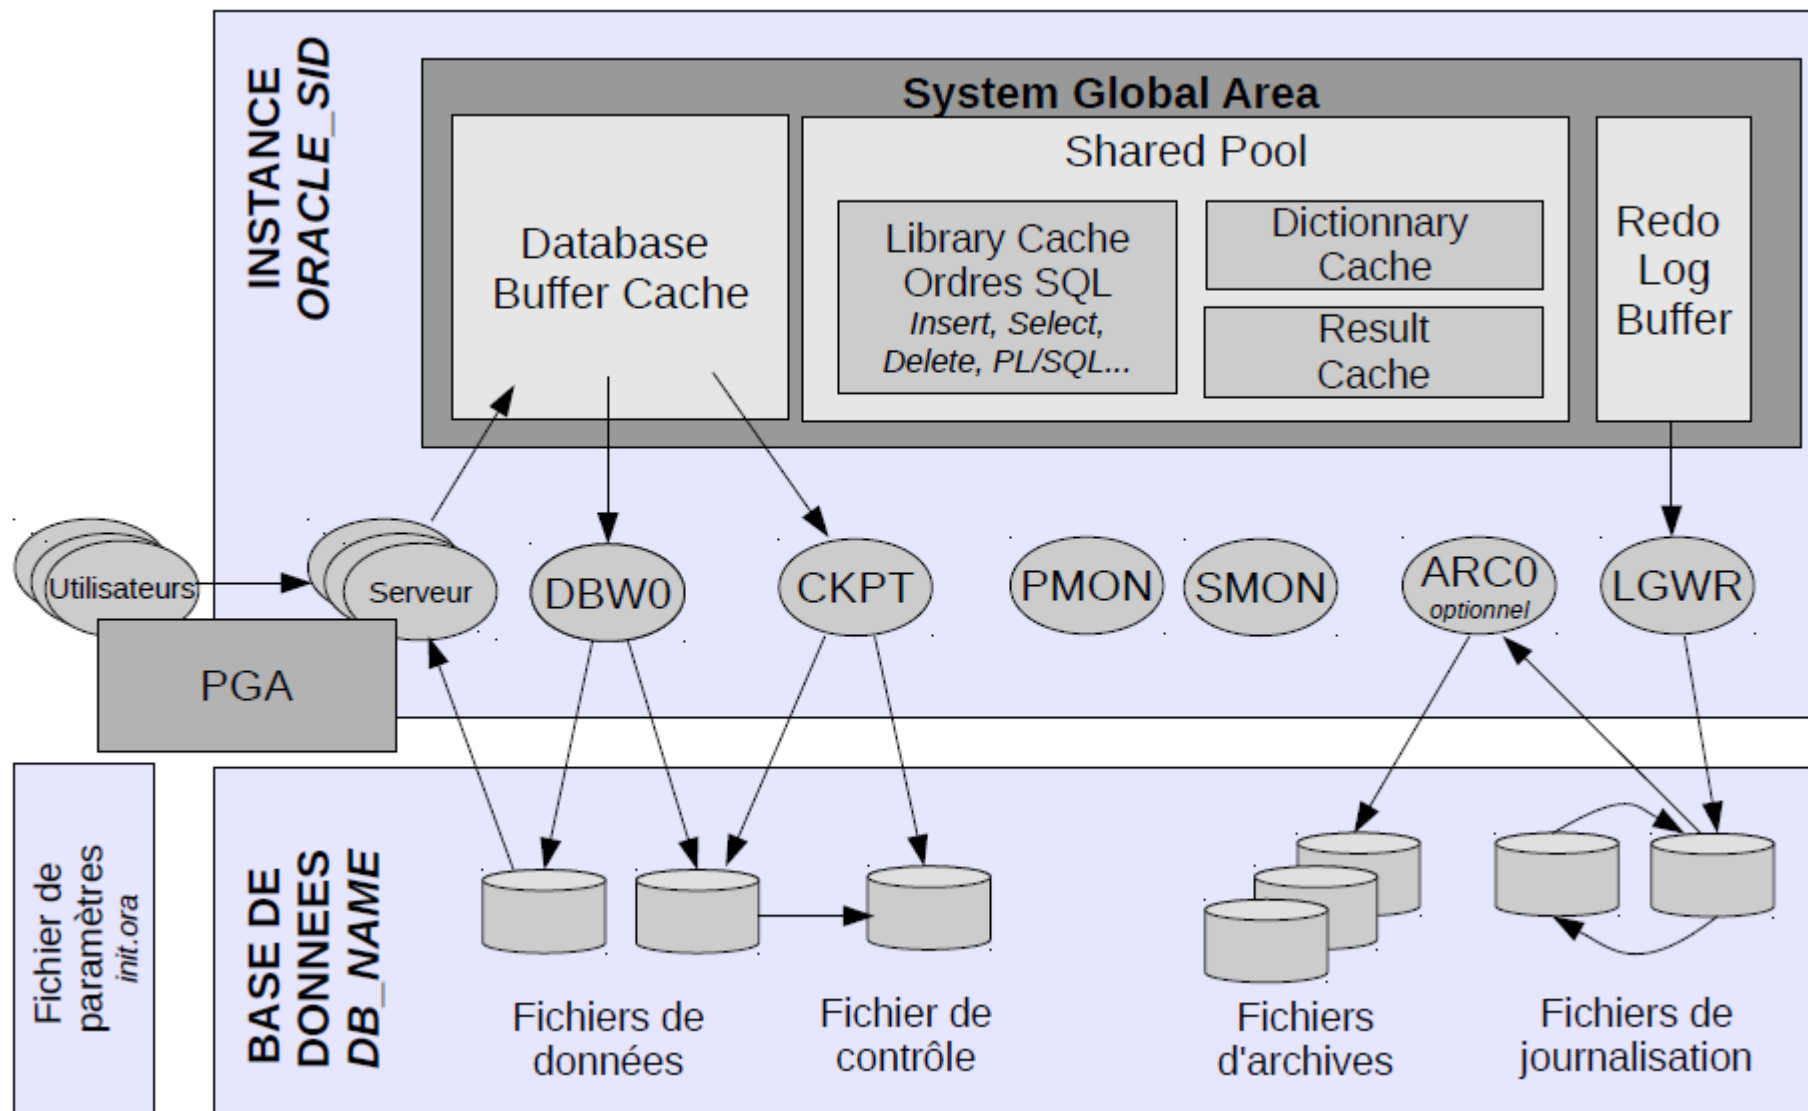 INSTANCE
ORACLE_SID
System Global Area
Database
Buffer Cache
Shared Pool
Library Cache
Ordres SQL
Insert, Select,
Delete, PL/SQL...
Dictionnary
Cache
Result
Cache
Redo
Log
Buffer
Utilisateurs
Serveur
DBW0
CKPT
PMON
SMON
ARC0
optionnel
LGWR
PGA
Fichier de
paramètres
init.ora
BASE DE
DONNEES
DB_NAME
Fichiers de
données
Fichier de
contrôle
Fichiers
d'archives
Fichiers de
journalisation